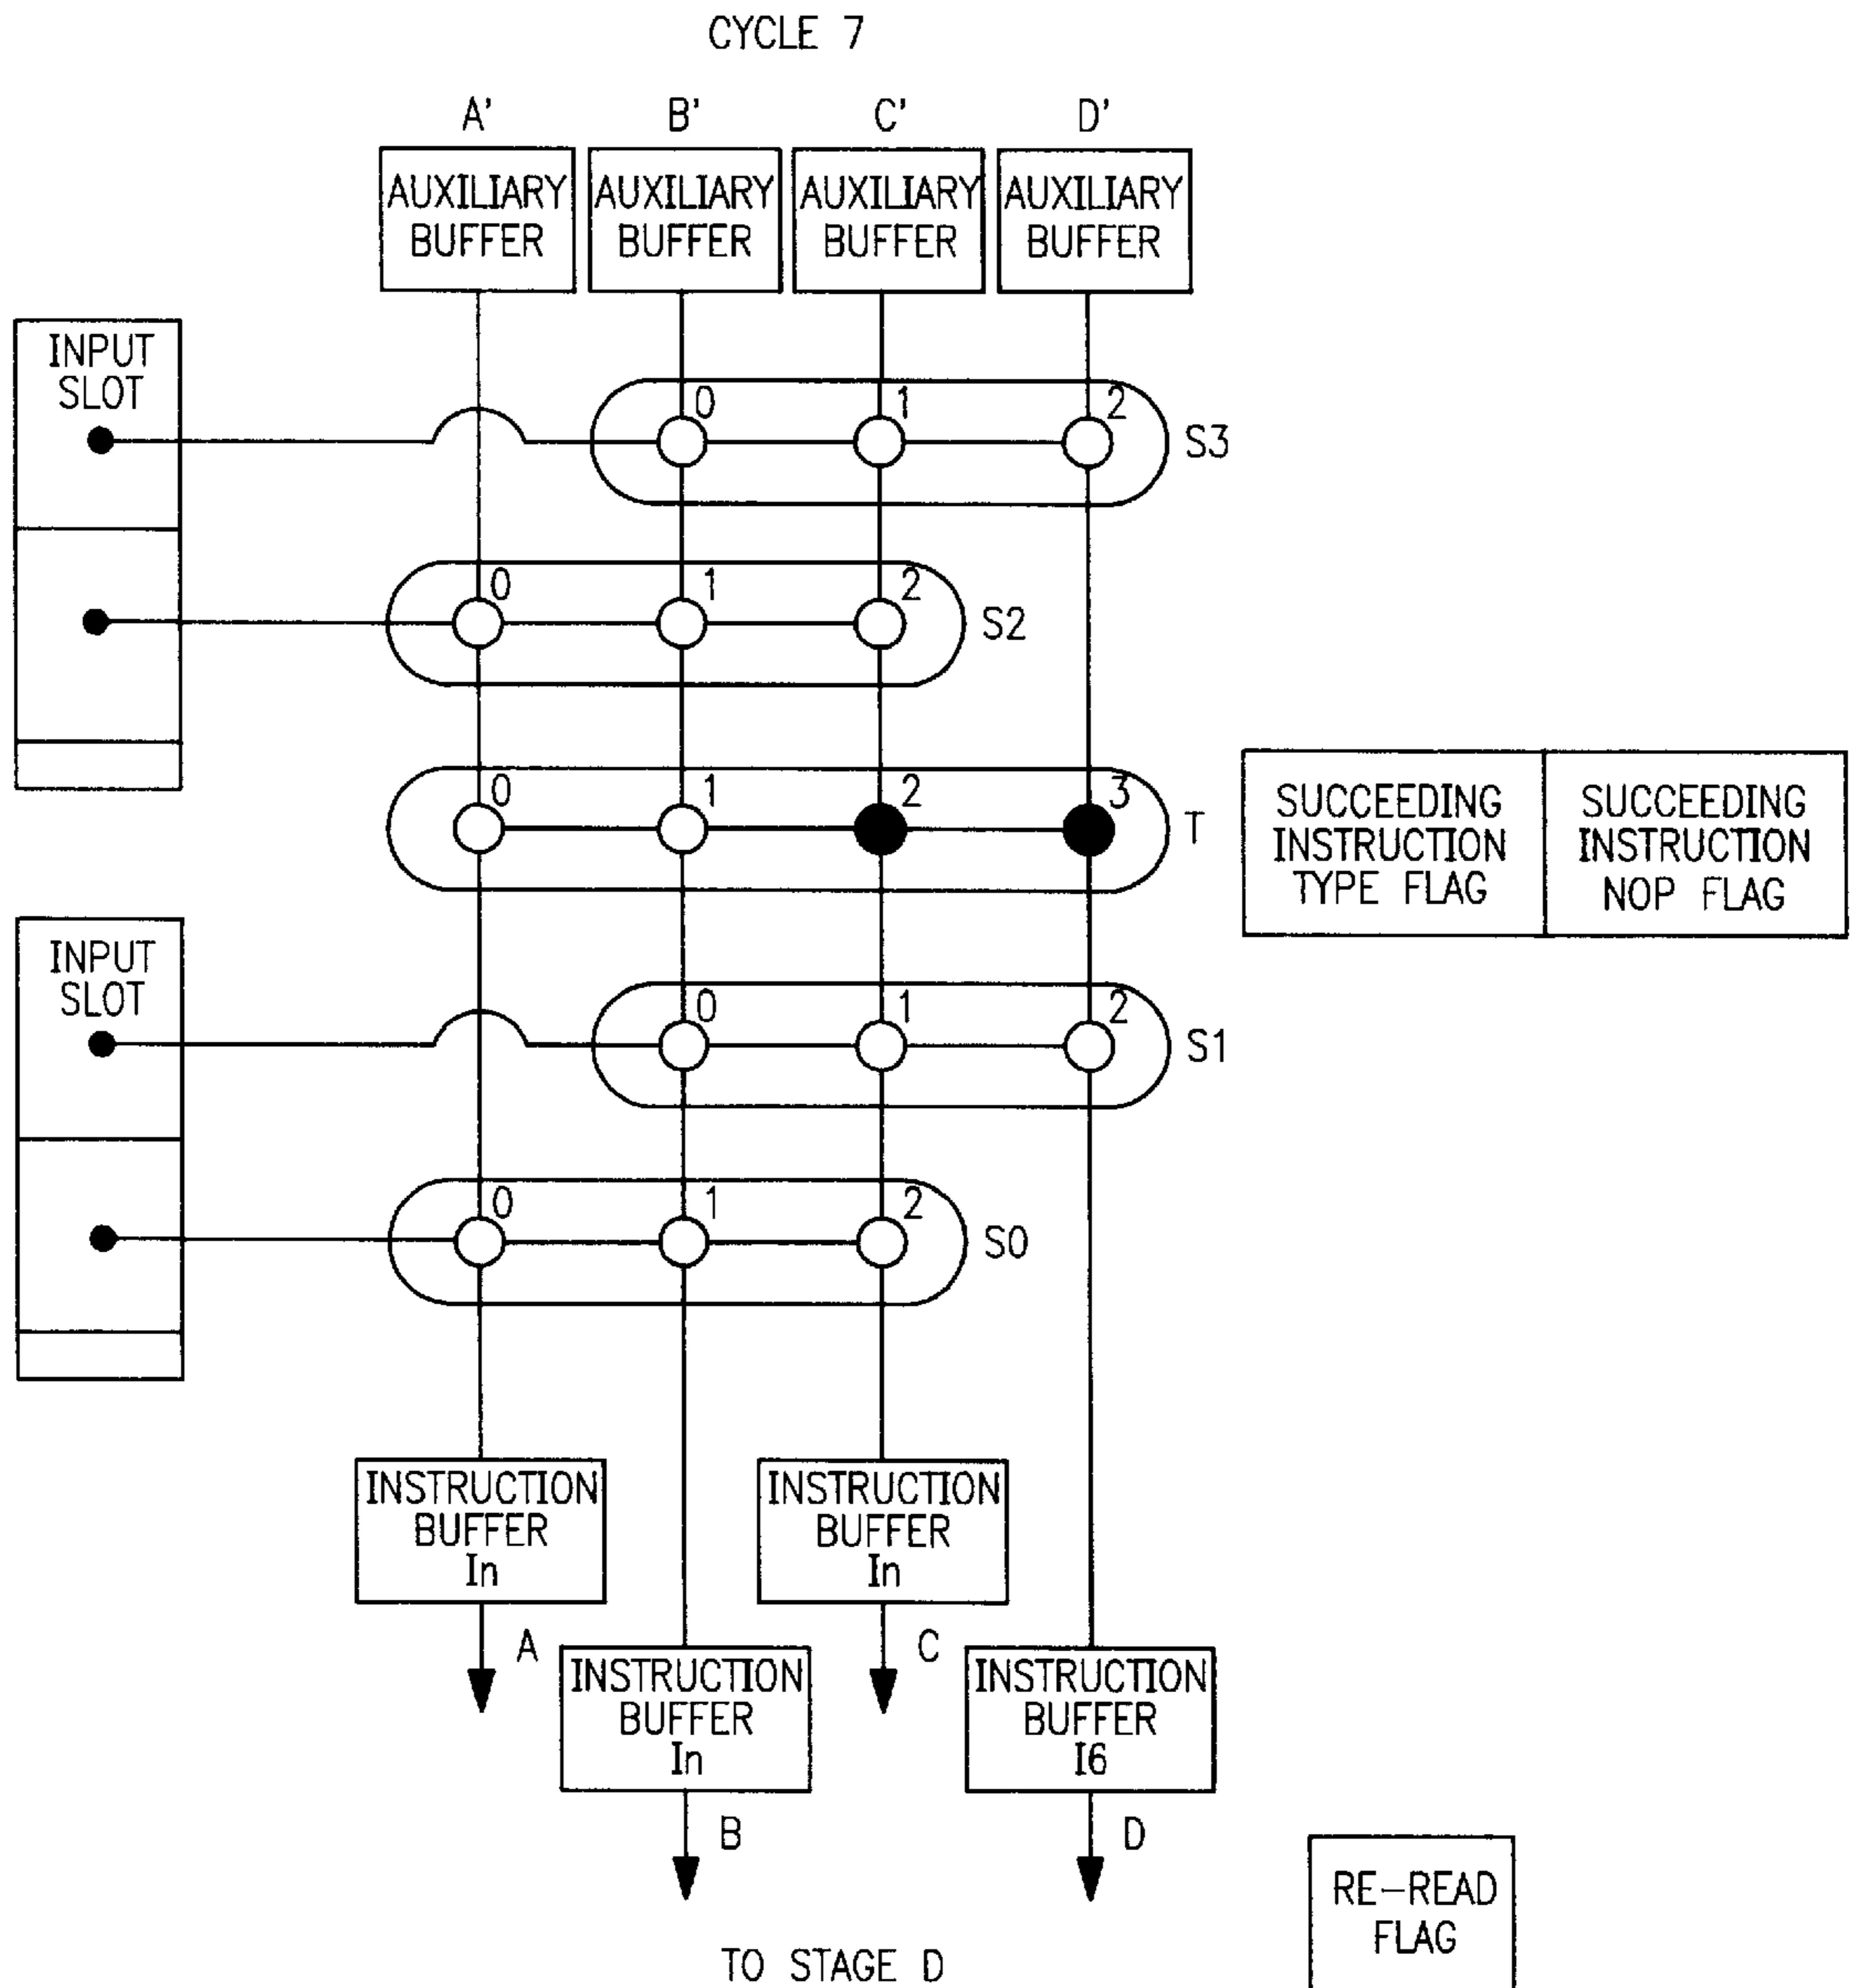 CYCLE 7
A' B' C' D'
AUXILIARY BUFFER
AUXILIARY BUFFER
AUXILIARY BUFFER
AUXILIARY BUFFER
INPUT
SLOT
0 1 2 S3
0 1 2 S2
0 1 2 3 T
SUCCEEDING
INSTRUCTION
TYPE FLAG
SUCCEEDING
INSTRUCTION
NOP FLAG
INPUT
SLOT
0 1 2 S1
0 1 2 S0
INSTRUCTION
BUFFER
In
A
INSTRUCTION
BUFFER
In
B
INSTRUCTION
BUFFER
In
C
INSTRUCTION
BUFFER
I6
D
RE-READ
FLAG
TO STAGE D